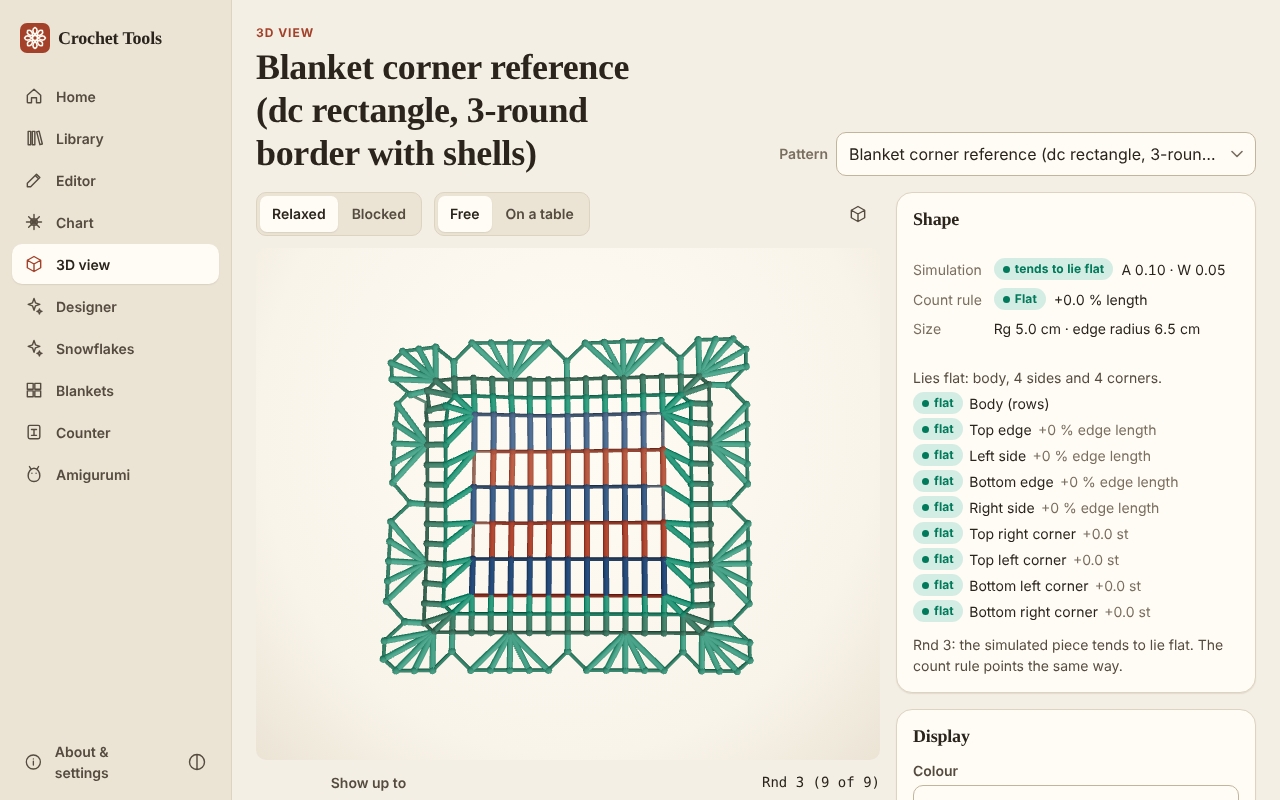 Crochet Tools
Home
Library
Editor
Chart
3D view
Designer
Snowflakes
Blankets
Counter
Amigurumi
About &
settings
3D VIEW
Blanket corner reference
(dc rectangle, 3-round
border with shells)
Pattern
Blanket corner reference (dc rectangle, 3-roun...
Relaxed Blocked Free On a table
Show up to Rnd 3 (9 of 9)
Shape
Simulation tends to lie flat A 0.10 · W 0.05
Count rule Flat +0.0 % length
Size Rg 5.0 cm · edge radius 6.5 cm
Lies flat: body, 4 sides and 4 corners.
flat Body (rows)
flat Top edge +0 % edge length
flat Left side +0 % edge length
flat Bottom edge +0 % edge length
flat Right side +0 % edge length
flat Top right corner +0.0 st
flat Top left corner +0.0 st
flat Bottom left corner +0.0 st
flat Bottom right corner +0.0 st
Rnd 3: the simulated piece tends to lie flat. The
count rule points the same way.
Display
Colour